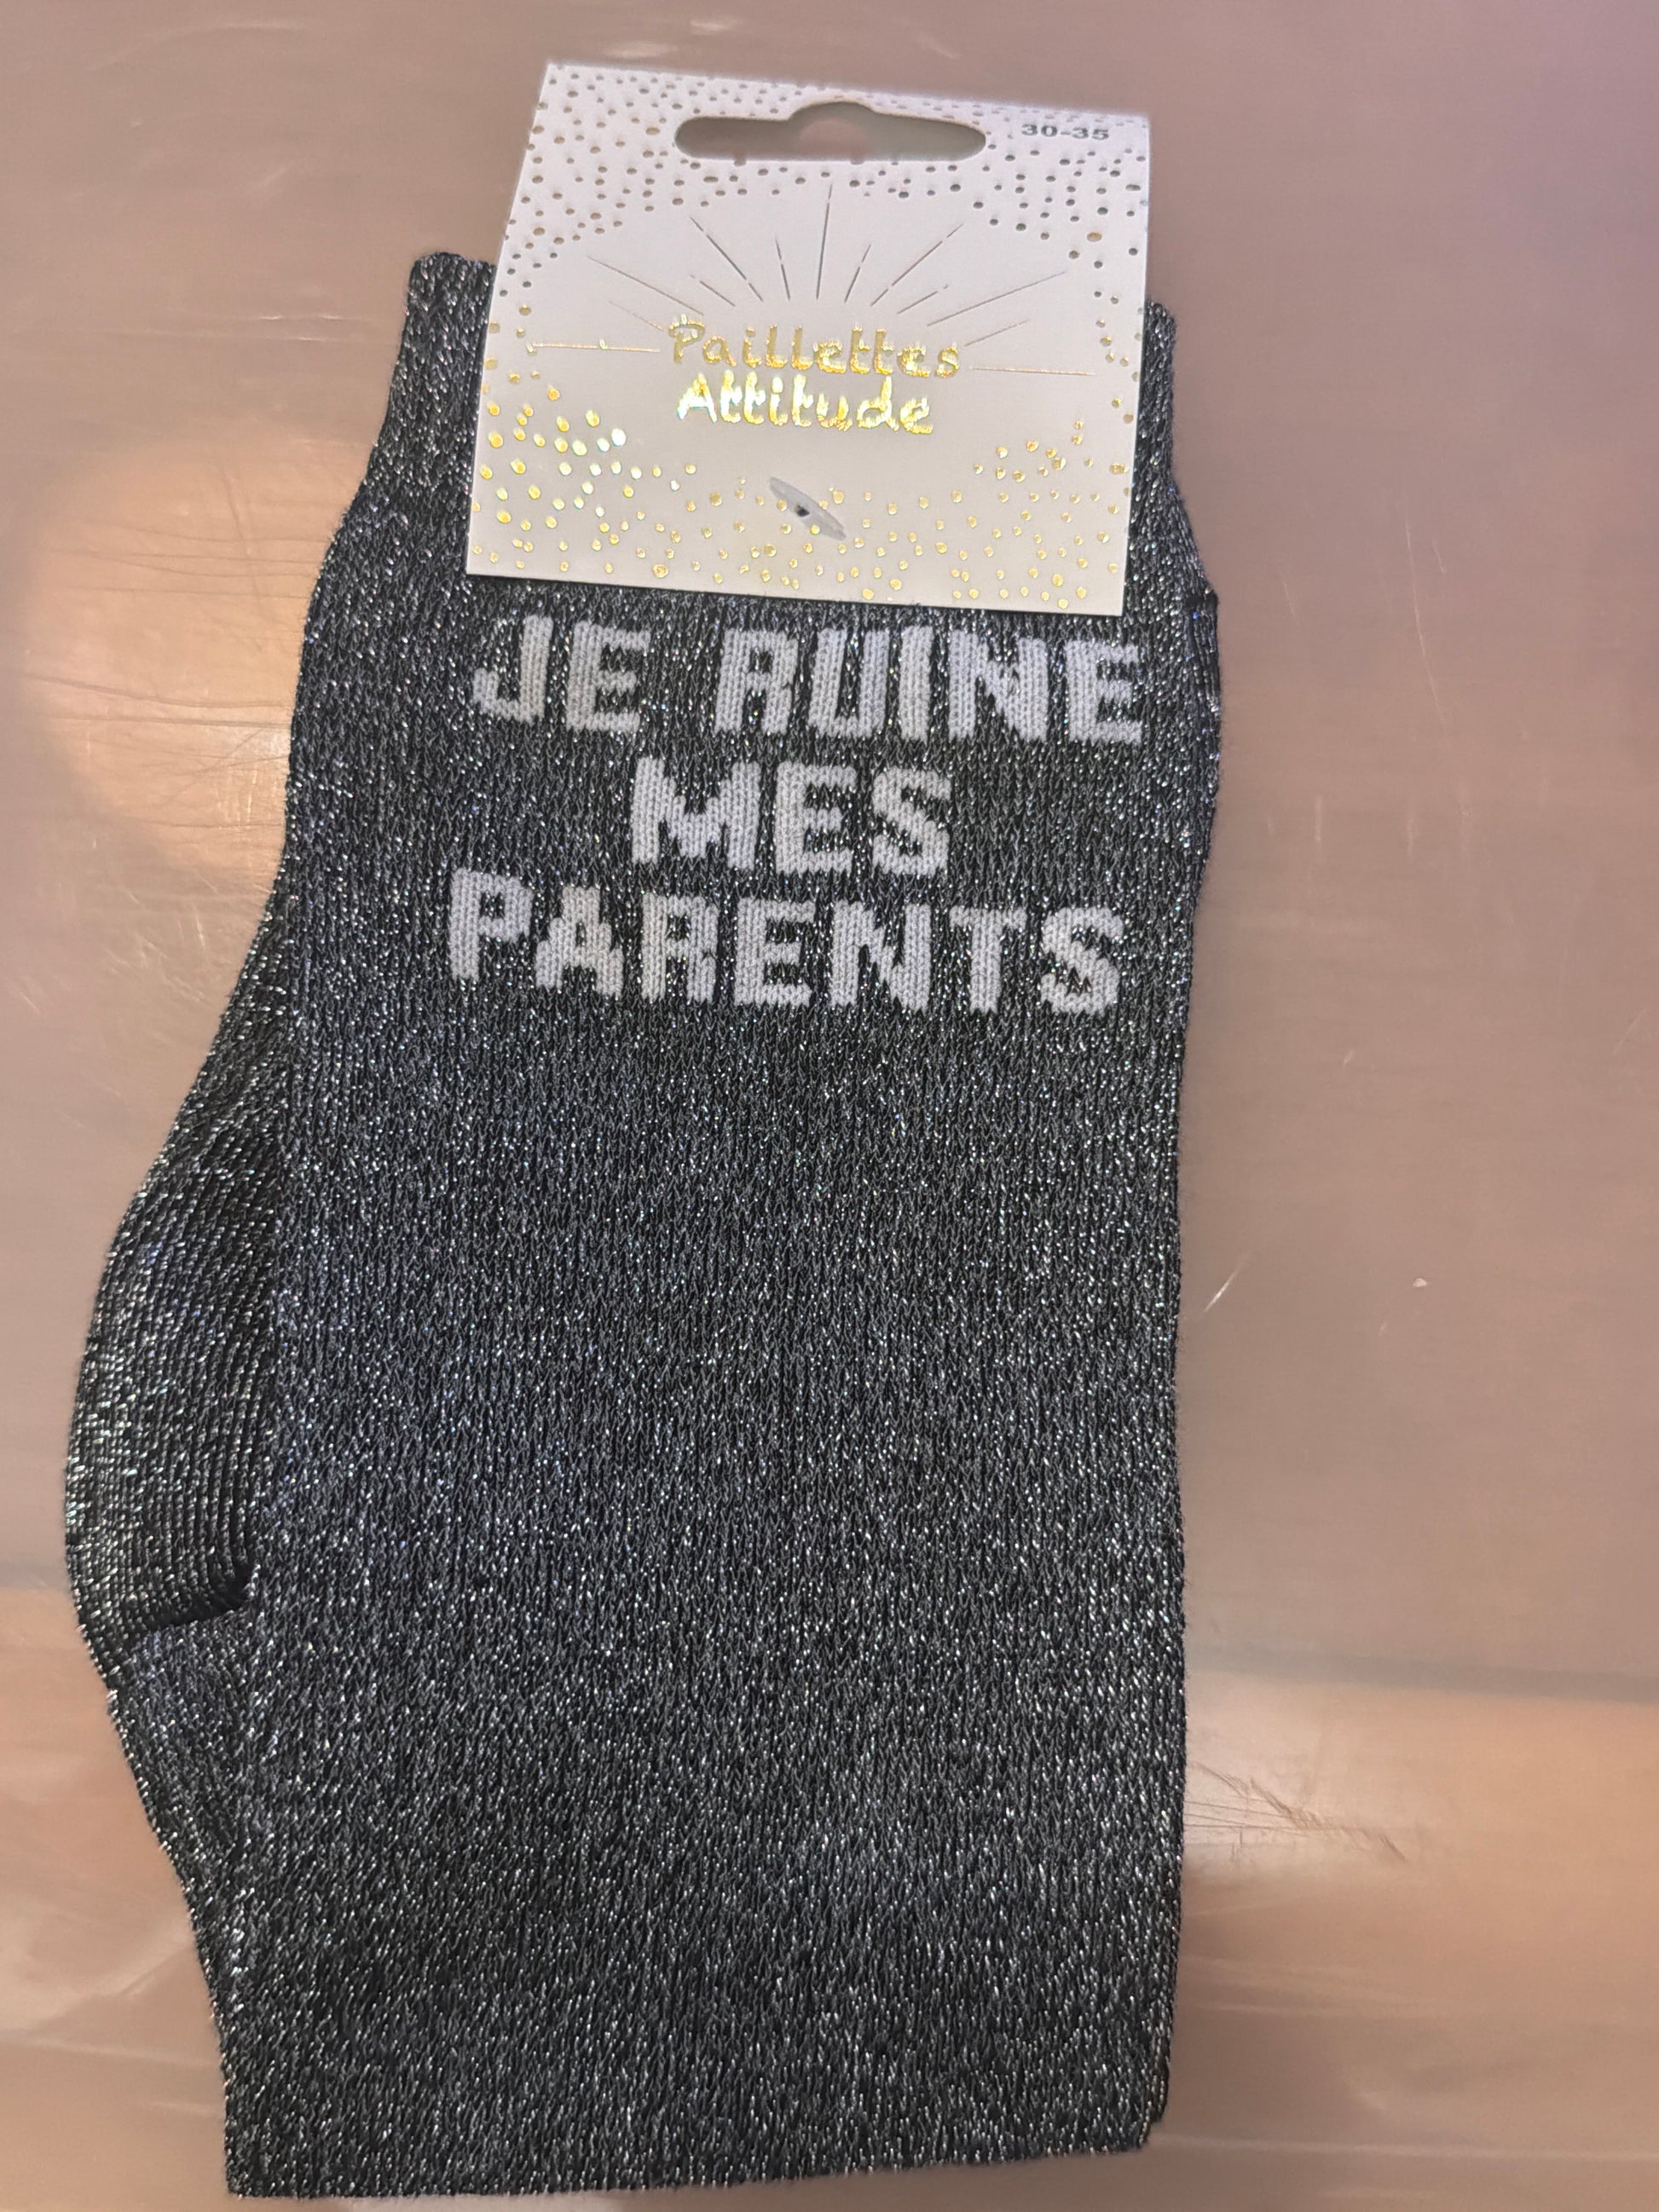 30-35
Paillettes
Attitude
JE RUINE
MES
PARENTS